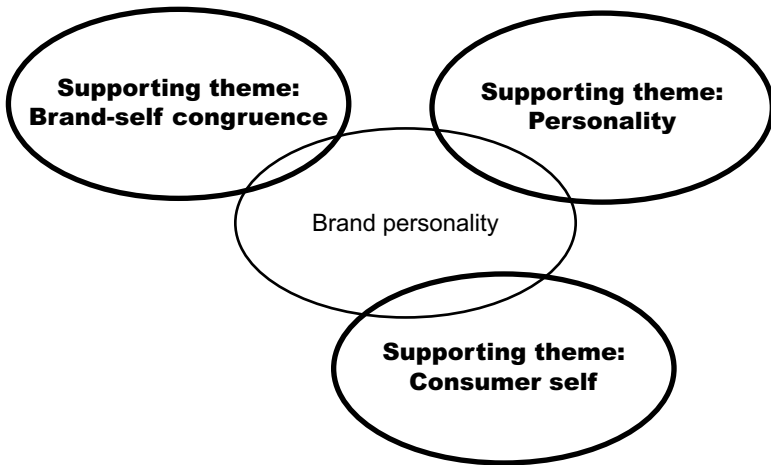 Supporting theme:
Brand-self congruence
Supporting theme:
Personality
Brand personality
Supporting theme:
Consumer self